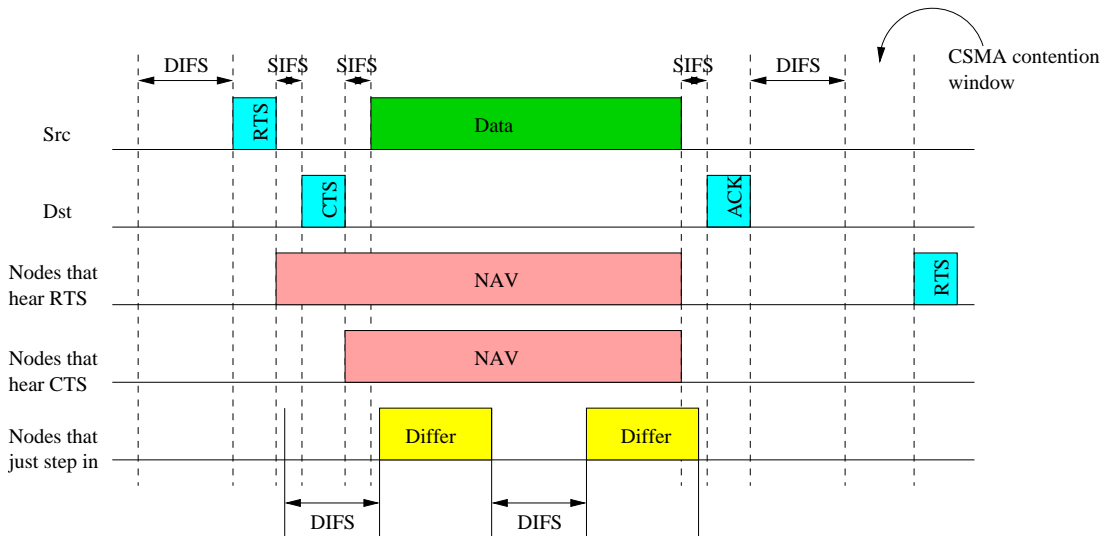 CSMA contention
window
DIFS
SIFS
SIFS
SIFS
DIFS
Src
RTS
Data
Dst
CTS
ACK
Nodes that
hear RTS
NAV
RTS
Nodes that
hear CTS
NAV
Nodes that
just step in
Differ
Differ
DIFS
DIFS